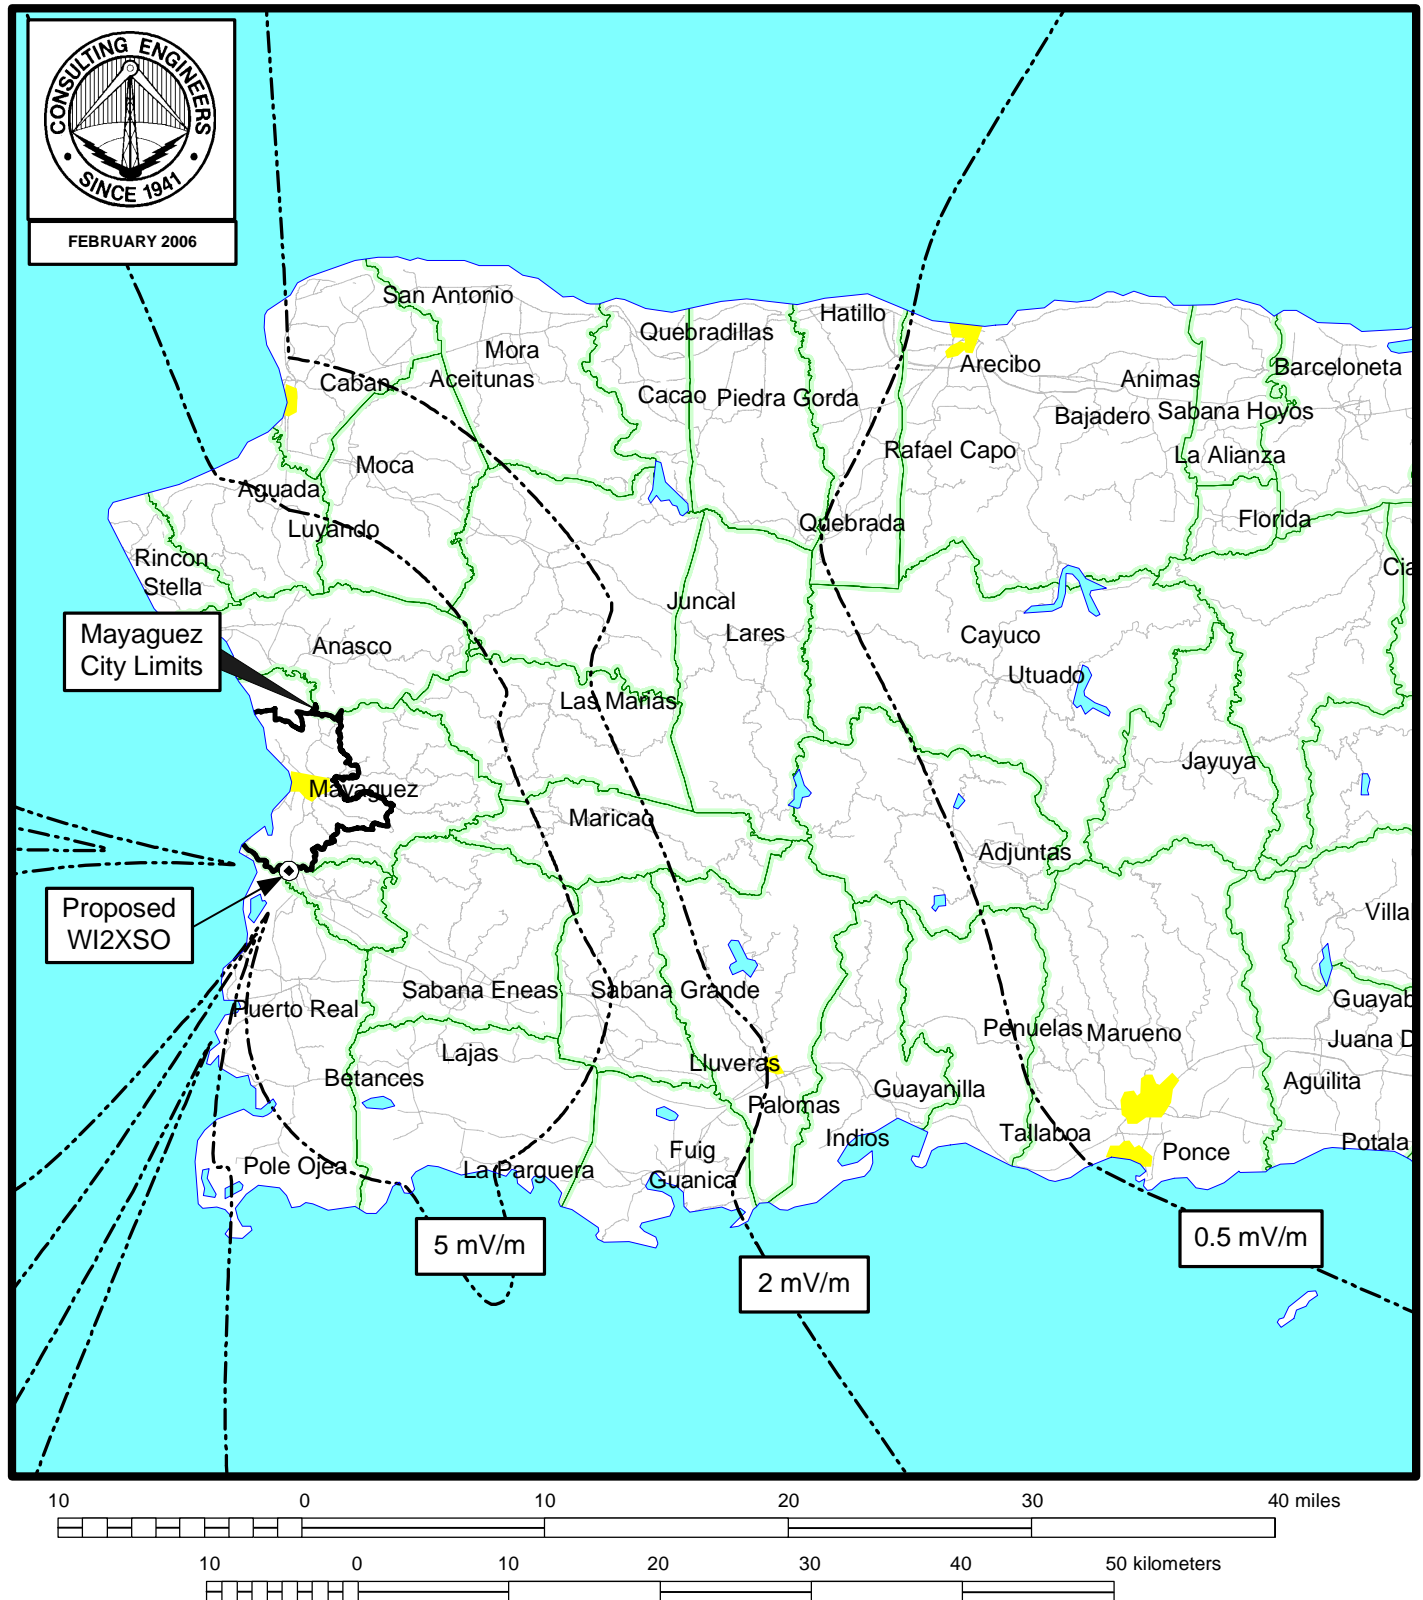 CONSULTING ENGINEERS
SINCE 1941
FEBRUARY 2006
San Antonio
Hatillo
Quebradillas
Mora
Arecibo
Barceloneta
Caban
Aceitunas
Animas
Cacao
Piedra Gorda
Bajadero
Sabana Hoyos
Rafael Capo
La Alianza
Moca
Aguada
Luyando
Quebrada
Florida
Rincon
Stella
Cia
Juncal
Lares
Cayuco
Mayaguez
City Limits
Anasco
Utuado
Las Marias
Jayuya
Mayaguez
Maricao
Adjuntas
Proposed
WI2XSO
Villa
Sabana Eneas
Sabana Grande
Guayab
Puerto Real
Penuelas
Marueno
Juana D
Lajas
Lluveras
Betances
Guayanilla
Aguilita
Palomas
Tallaboa
Indios
Potala
Fuig
Ponce
Pole Ojea
La Parguera
Guanica
5 mV/m
0.5 mV/m
2 mV/m
10 0 10 20 30 40 miles
10 0 10 20 30 40 50 kilometers